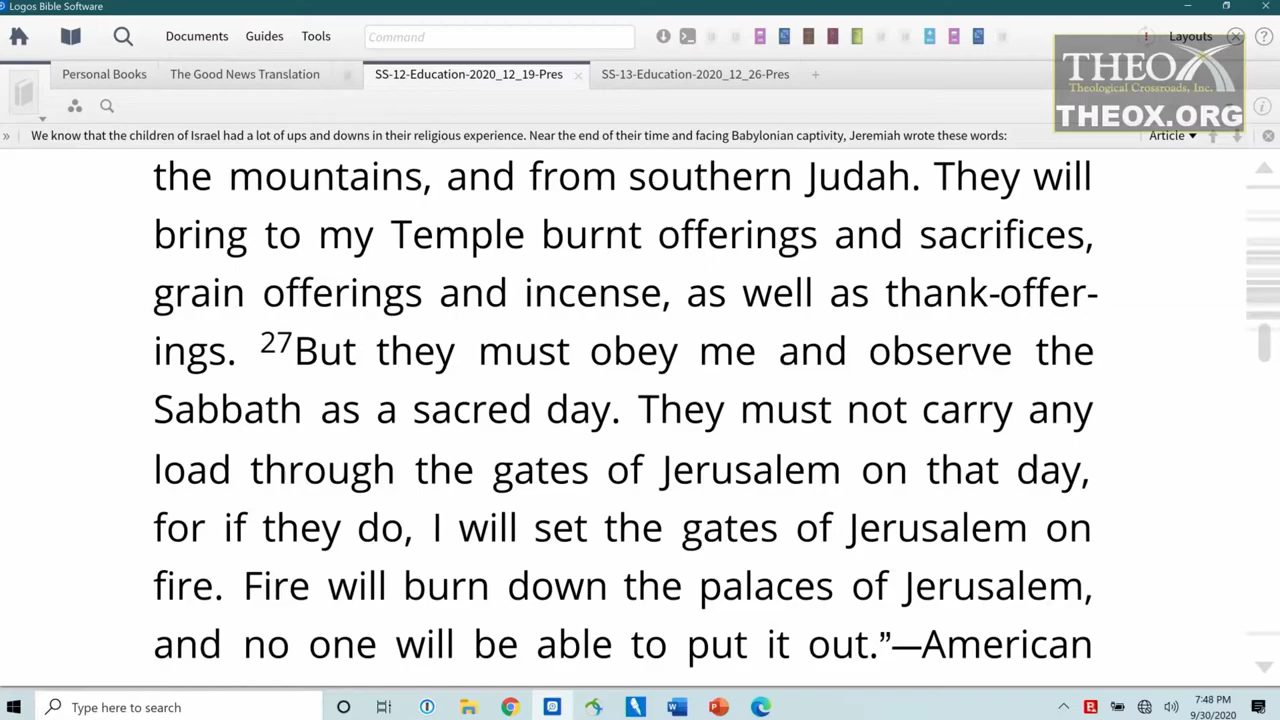 Logos Bible Software
Documents Guides Tools Command Layouts
THEOX
Theological Crossroads, Inc.
THEOX.ORG
Personal Books The Good News Translation SS-12-Education-2020_12_19-Pres SS-13-Education-2020_12_26-Pres
We know that the children of Israel had a lot of ups and downs in their religious experience. Near the end of their time and facing Babylonian captivity, Jeremiah wrote these words: Article
the mountains, and from southern Judah. They will
bring to my Temple burnt offerings and sacrifices,
grain offerings and incense, as well as thank-offer-
ings. 27But they must obey me and observe the
Sabbath as a sacred day. They must not carry any
load through the gates of Jerusalem on that day,
for if they do, I will set the gates of Jerusalem on
fire. Fire will burn down the palaces of Jerusalem,
and no one will be able to put it out.”—American
Type here to search
7:48 PM
9/30/2020